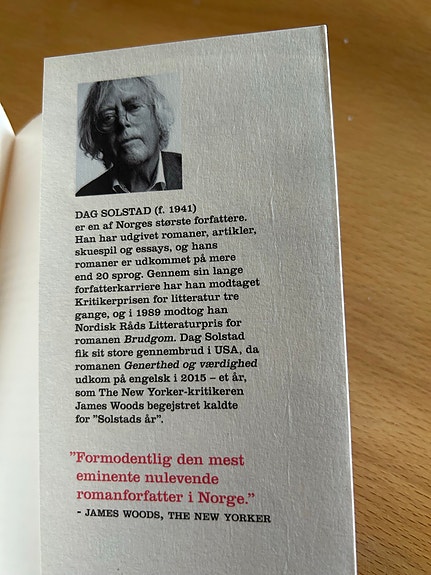 DAG SOLSTAD (f. 1941)
er en af Norges største forfattere.
Han har udgivet romaner, artikler,
skuespil og essays, og hans
romaner er udkommet på mere
end 20 sprog. Gennem sin lange
forfatterkarriere har han modtaget
Kritikerprisen for litteratur tre
gange, og i 1989 modtog han
Nordisk Råds Litteraturpris for
romanen Brudgom. Dag Solstad
fik sit store gennembrud i USA, da
romanen Generthed og værdighed
udkom på engelsk i 2015 – et år,
som The New Yorker-kritikeren
James Woods begejstret kaldte
for ”Solstads år”.
”Formodentlig den mest
eminente nulevende
romanforfatter i Norge.”
- JAMES WOODS, THE NEW YORKER